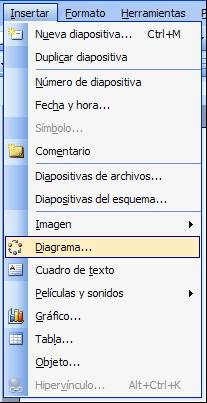 Insertar Formato Herramientas
Nueva diapositiva... Ctrl+M
Duplicar diapositiva
Número de diapositiva
Fecha y hora...
Símbolo...
Comentario
Diapositivas de archivos...
Diapositivas del esquema...
Imagen
Diagrama...
Cuadro de texto
Películas y sonidos
Gráfico...
Tabla...
Objeto...
Hipervínculo... Alt+Ctrl+K